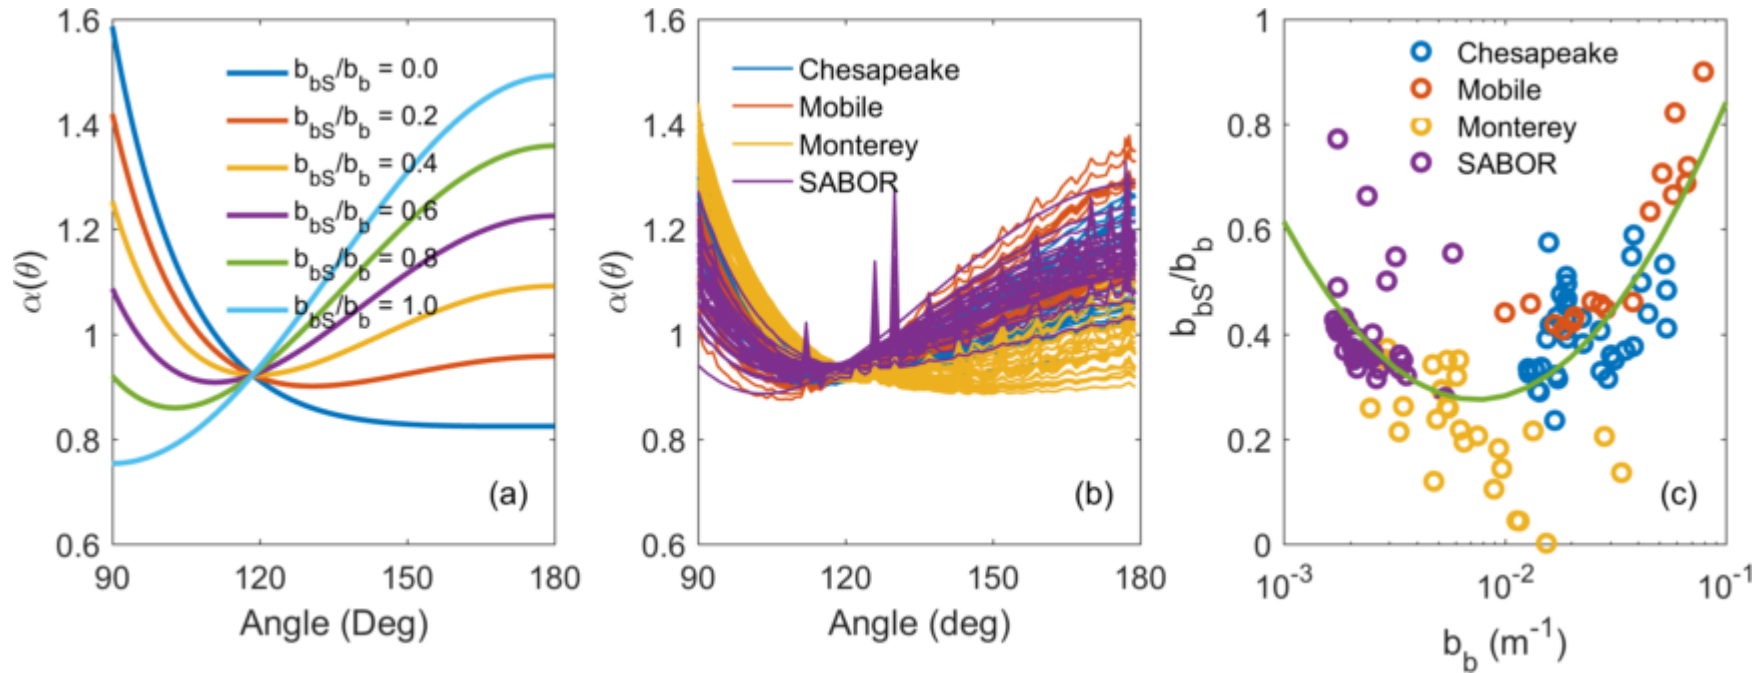 1.6
1.4
1.2
1
0.8
0.6
α(θ)
b_bS/b_b = 0.0
b_bS/b_b = 0.2
b_bS/b_b = 0.4
b_bS/b_b = 0.6
b_bS/b_b = 0.8
b_bS/b_b = 1.0
(a)
90 120 150 180
Angle (Deg)
1.6
1.4
1.2
1
0.8
0.6
α(θ)
Chesapeake
Mobile
Monterey
SABOR
(b)
90 120 150 180
Angle (deg)
1
0.8
0.6
0.4
0.2
0
b_bS/b_b
Chesapeake
Mobile
Monterey
SABOR
(c)
10^-3 10^-2 10^-1
b_b (m^-1)